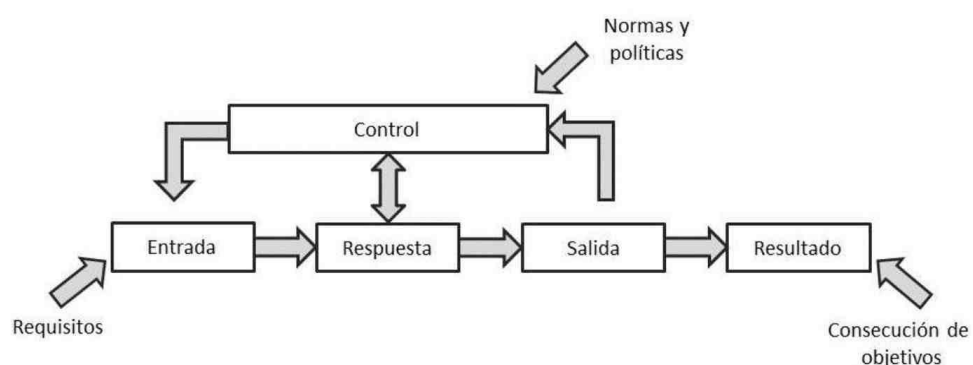 Normas y
políticas
Control
Entrada
Respuesta
Salida
Resultado
Requisitos
Consecución de
objetivos